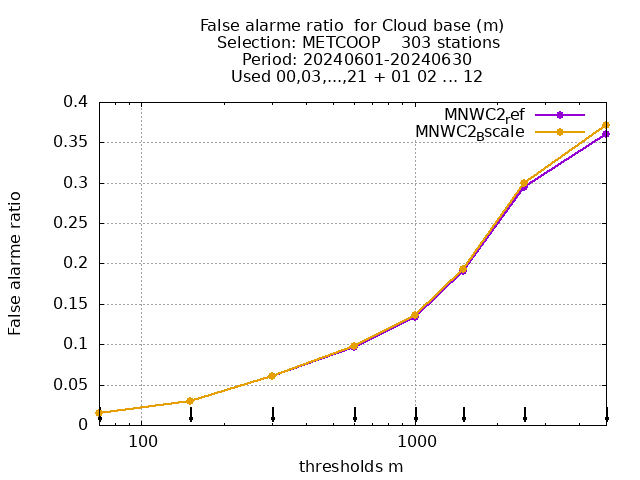 False alarme ratio  for Cloud base (m)
Selection: METCOOP    303 stations
Period: 20240601-20240630
Used 00,03,...,21 + 01 02 ... 12
MNWC2ref
MNWC2Bscale
0.4
0.35
0.3
0.25
0.2
0.15
0.1
0.05
0
False alarme ratio
100
1000
thresholds m